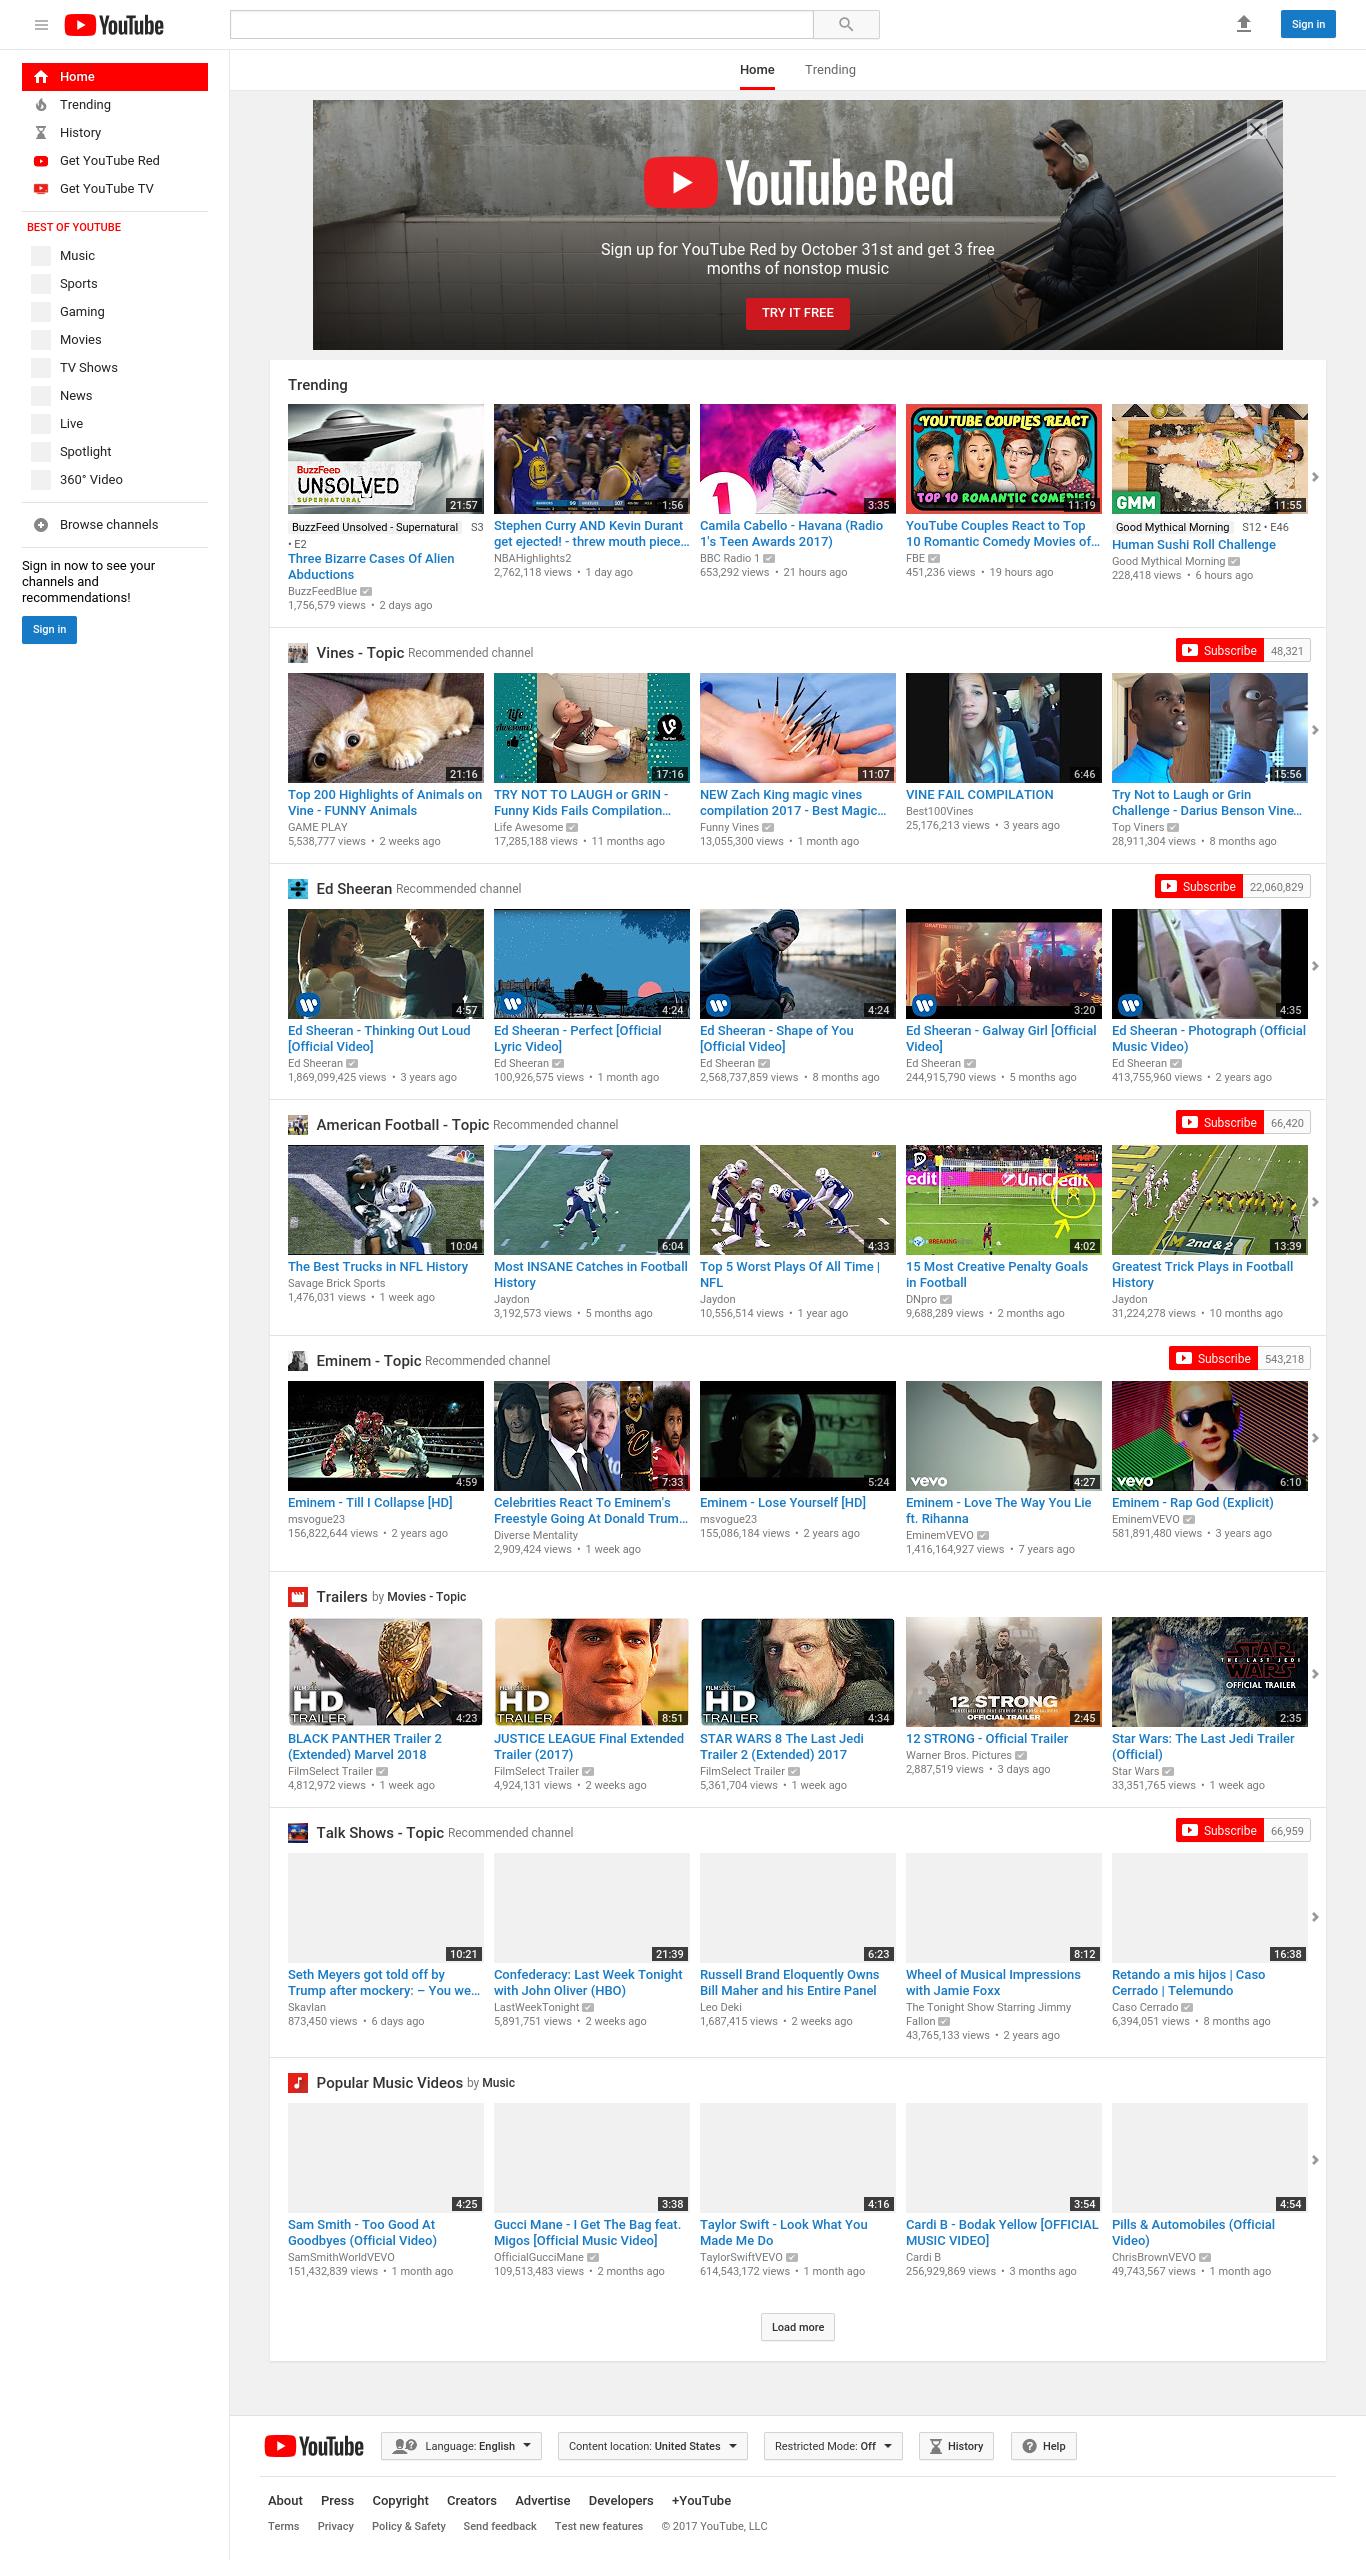 YouTube
Sign in
Home
Trending
Home
Trending
History
Get YouTube Red
Get YouTube TV
BEST OF YOUTUBE
Music
Sports
Gaming
Movies
TV Shows
News
Live
Spotlight
360° Video
Browse channels
Sign in now to see your
channels and
recommendations!
Sign in
YouTube Red
Sign up for YouTube Red by October 31st and get 3 free
months of nonstop music
TRY IT FREE
Trending
BuzzFeed
UNSOLVED
SUPERNATURAL
21:57
BuzzFeed Unsolved - Supernatural S3
• E2
Three Bizarre Cases Of Alien
Abductions
BuzzFeedBlue
1,756,579 views • 2 days ago
1:56
Stephen Curry AND Kevin Durant
get ejected! - threw mouth piece...
NBAHighlights2
2,762,118 views • 1 day ago
1
3:35
Camila Cabello - Havana (Radio
1's Teen Awards 2017)
BBC Radio 1
653,292 views • 21 hours ago
YOUTUBE COUPLES REACT
TOP 10 ROMANTIC COMEDIES
11:19
YouTube Couples React to Top
10 Romantic Comedy Movies of...
FBE
451,236 views • 19 hours ago
GMM
11:55
Good Mythical Morning S12 • E46
Human Sushi Roll Challenge
Good Mythical Morning
228,418 views • 6 hours ago
Vines - Topic Recommended channel
Subscribe 48,321
21:16
Top 200 Highlights of Animals on
Vine - FUNNY Animals
GAME PLAY
5,538,777 views • 2 weeks ago
Life
Awesome
17:16
TRY NOT TO LAUGH or GRIN -
Funny Kids Fails Compilation...
Life Awesome
17,285,188 views • 11 months ago
11:07
NEW Zach King magic vines
compilation 2017 - Best Magic...
Funny Vines
13,055,300 views • 1 month ago
6:46
VINE FAIL COMPILATION
Best100Vines
25,176,213 views • 3 years ago
15:56
Try Not to Laugh or Grin
Challenge - Darius Benson Vine...
Top Viners
28,911,304 views • 8 months ago
Ed Sheeran Recommended channel
Subscribe 22,060,829
4:57
Ed Sheeran - Thinking Out Loud
[Official Video]
Ed Sheeran
1,869,099,425 views • 3 years ago
4:24
Ed Sheeran - Perfect [Official
Lyric Video]
Ed Sheeran
100,926,575 views • 1 month ago
4:24
Ed Sheeran - Shape of You
[Official Video]
Ed Sheeran
2,568,737,859 views • 8 months ago
GRAFTON STREET
3:20
Ed Sheeran - Galway Girl [Official
Video]
Ed Sheeran
244,915,790 views • 5 months ago
4:35
Ed Sheeran - Photograph (Official
Music Video)
Ed Sheeran
413,755,960 views • 2 years ago
American Football - Topic Recommended channel
Subscribe 66,420
10:04
The Best Trucks in NFL History
Savage Brick Sports
1,476,031 views • 1 week ago
6:04
Most INSANE Catches in Football
History
Jaydon
3,192,573 views • 5 months ago
4:33
Top 5 Worst Plays Of All Time |
NFL
Jaydon
10,556,514 views • 1 year ago
edit
UniCredit
BREAKING
4:02
15 Most Creative Penalty Goals
in Football
DNpro
9,688,289 views • 2 months ago
M 2nd & 2
13:39
Greatest Trick Plays in Football
History
Jaydon
31,224,278 views • 10 months ago
Eminem - Topic Recommended channel
Subscribe 543,218
4:59
Eminem - Till I Collapse [HD]
msvogue23
156,822,644 views • 2 years ago
7:33
Celebrities React To Eminem's
Freestyle Going At Donald Trum...
Diverse Mentality
2,909,424 views • 1 week ago
5:24
Eminem - Lose Yourself [HD]
msvogue23
155,086,184 views • 2 years ago
vevo
4:27
Eminem - Love The Way You Lie
ft. Rihanna
EminemVEVO
1,416,164,927 views • 7 years ago
vevo
6:10
Eminem - Rap God (Explicit)
EminemVEVO
581,891,480 views • 3 years ago
Trailers by Movies - Topic
FILMSELECT
HD
TRAILER
4:23
BLACK PANTHER Trailer 2
(Extended) Marvel 2018
FilmSelect Trailer
4,812,972 views • 1 week ago
FILMSELECT
HD
TRAILER
8:51
JUSTICE LEAGUE Final Extended
Trailer (2017)
FilmSelect Trailer
4,924,131 views • 2 weeks ago
FILMSELECT
HD
TRAILER
4:34
STAR WARS 8 The Last Jedi
Trailer 2 (Extended) 2017
FilmSelect Trailer
5,361,704 views • 1 week ago
12 STRONG
OFFICIAL TRAILER
2:45
12 STRONG - Official Trailer
Warner Bros. Pictures
2,887,519 views • 3 days ago
STAR
THE LAST JEDI
WARS
OFFICIAL TRAILER
2:35
Star Wars: The Last Jedi Trailer
(Official)
Star Wars
33,351,765 views • 1 week ago
Talk Shows - Topic Recommended channel
Subscribe 66,959
10:21
Seth Meyers got told off by
Trump after mockery: – You we...
Skavlan
873,450 views • 6 days ago
21:39
Confederacy: Last Week Tonight
with John Oliver (HBO)
LastWeekTonight
5,891,751 views • 2 weeks ago
6:23
Russell Brand Eloquently Owns
Bill Maher and his Entire Panel
Leo Deki
1,687,415 views • 2 weeks ago
8:12
Wheel of Musical Impressions
with Jamie Foxx
The Tonight Show Starring Jimmy
Fallon
43,765,133 views • 2 years ago
16:38
Retando a mis hijos | Caso
Cerrado | Telemundo
Caso Cerrado
6,394,051 views • 8 months ago
Popular Music Videos by Music
4:25
Sam Smith - Too Good At
Goodbyes (Official Video)
SamSmithWorldVEVO
151,432,839 views • 1 month ago
3:38
Gucci Mane - I Get The Bag feat.
Migos [Official Music Video]
OfficialGucciMane
109,513,483 views • 2 months ago
4:16
Taylor Swift - Look What You
Made Me Do
TaylorSwiftVEVO
614,543,172 views • 1 month ago
3:54
Cardi B - Bodak Yellow [OFFICIAL
MUSIC VIDEO]
Cardi B
256,929,869 views • 3 months ago
4:54
Pills & Automobiles (Official
Video)
ChrisBrownVEVO
49,743,567 views • 1 month ago
Load more
YouTube
Language: English
Content location: United States
Restricted Mode: Off
History
Help
About Press Copyright Creators Advertise Developers +YouTube
Terms Privacy Policy & Safety Send feedback Test new features © 2017 YouTube, LLC